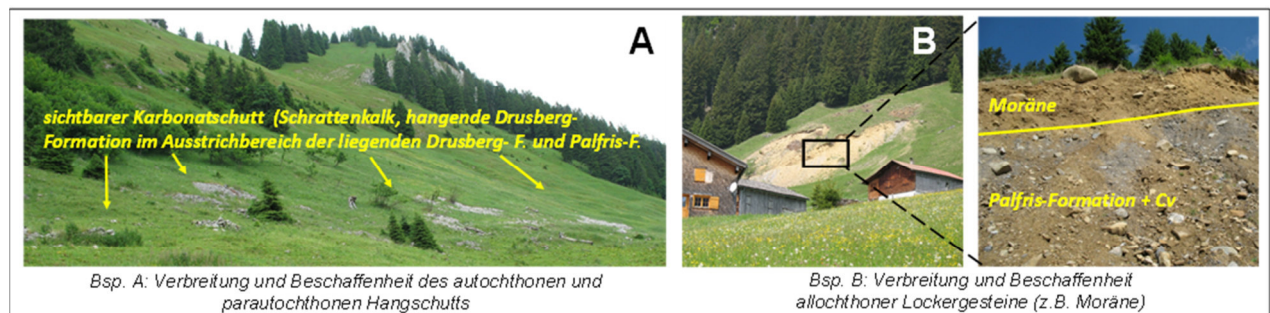 A
sichtbarer Karbonatschutt (Schrattenkalk, hangende Drusberg-
Formation im Ausstrichbereich der liegenden Drusberg- F. und Palfris-F.
Bsp. A: Verbreitung und Beschaffenheit des autochthonen und
parautochthonen Hangschutts
B
Moräne
Palfris-Formation + Cv
Bsp. B: Verbreitung und Beschaffenheit
allochthoner Lockergesteine (z.B. Moräne)